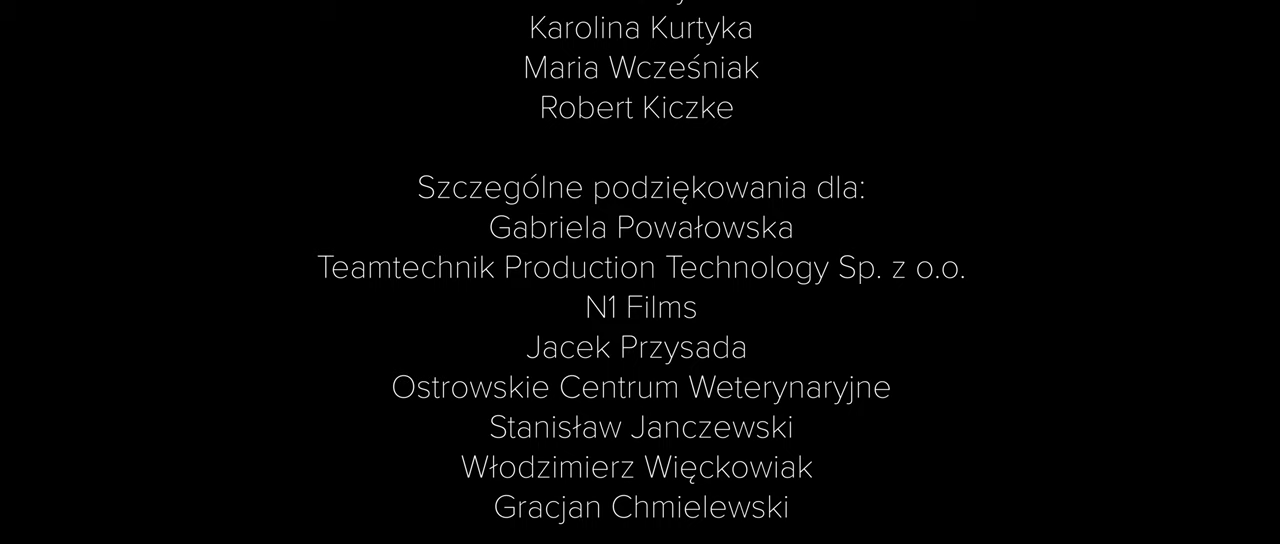 Karolina Kurtyka
Maria Wcześniak
Robert Kiczke
Szczególne podziękowania dla:
Gabriela Powałowska
Teamtechnik Production Technology Sp. z o.o.
N1 Films
Jacek Przysada
Ostrowskie Centrum Weterynaryjne
Stanisław Janczewski
Włodzimierz Więckowiak
Gracjan Chmielewski